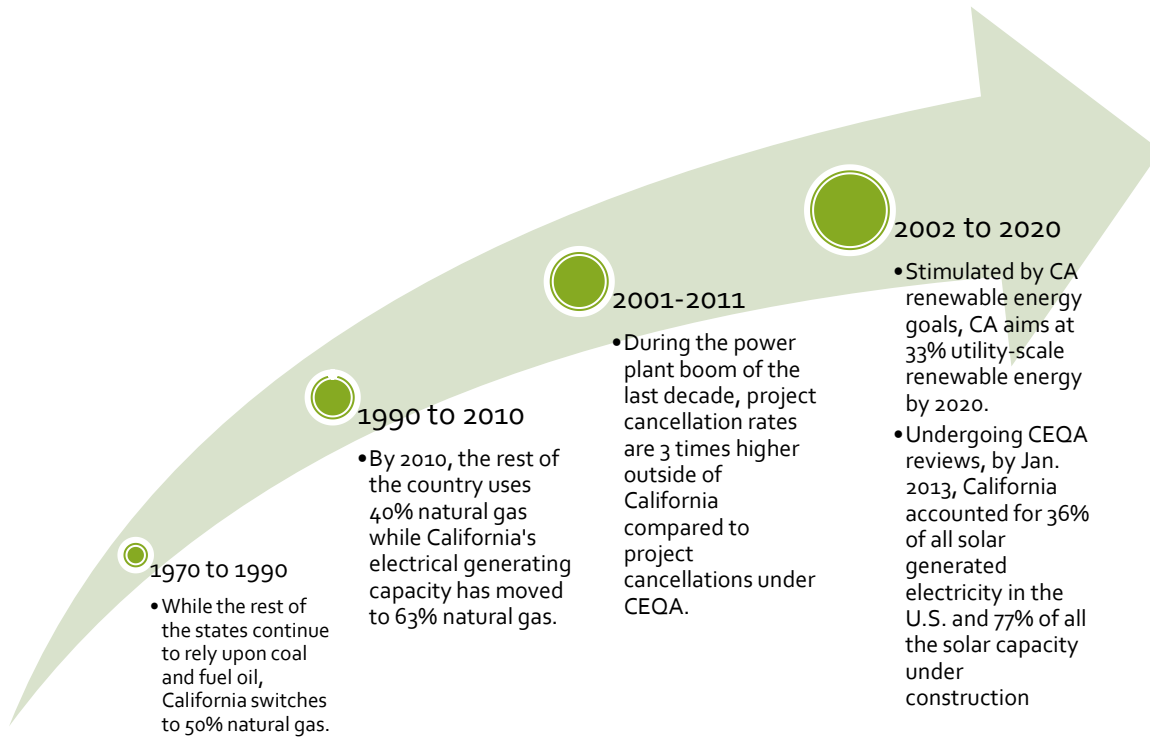 1970 to 1990
•While the rest of
the states continue
to rely upon coal
and fuel oil,
California switches
to 50% natural gas.
1990 to 2010
•By 2010, the rest of
the country uses
40% natural gas
while California's
electrical generating
capacity has moved
to 63% natural gas.
2001-2011
•During the power
plant boom of the
last decade, project
cancellation rates
are 3 times higher
outside of
California
compared to
project
cancellations under
CEQA.
2002 to 2020
•Stimulated by CA
renewable energy
goals, CA aims at
33% utility-scale
renewable energy
by 2020.
•Undergoing CEQA
reviews, by Jan.
2013, California
accounted for 36%
of all solar
generated
electricity in the
U.S. and 77% of all
the solar capacity
under
construction